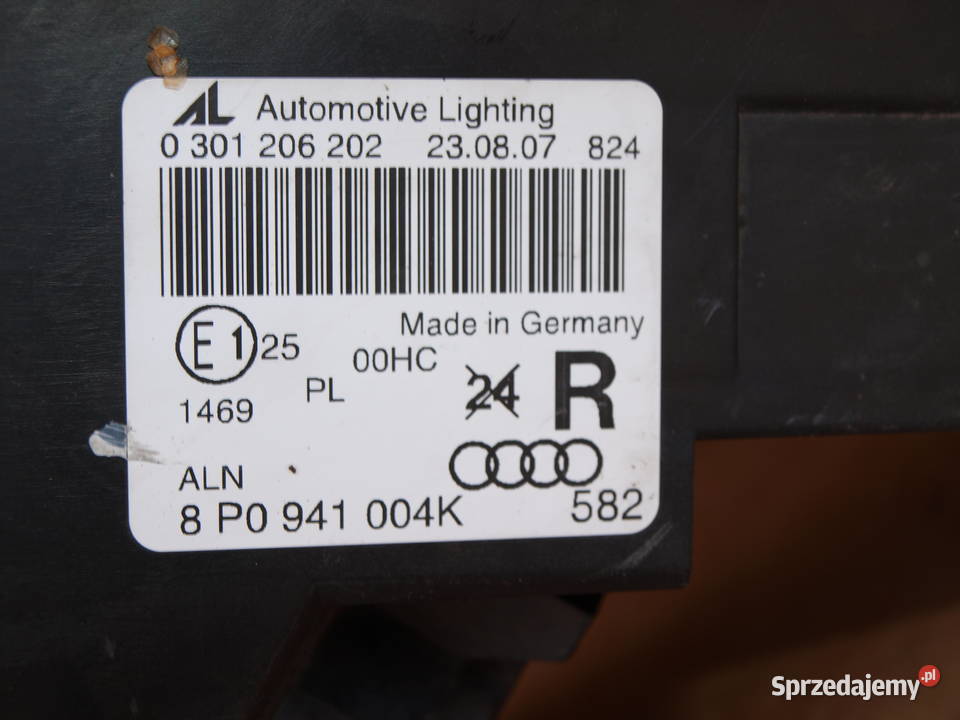 AL Automotive Lighting
0 301 206 202 23.08.07 824
Made in Germany
E1 25 00HC 24 R
PL
1469
ALN
8 P0 941 004K 582
Sprzedajemy.pl